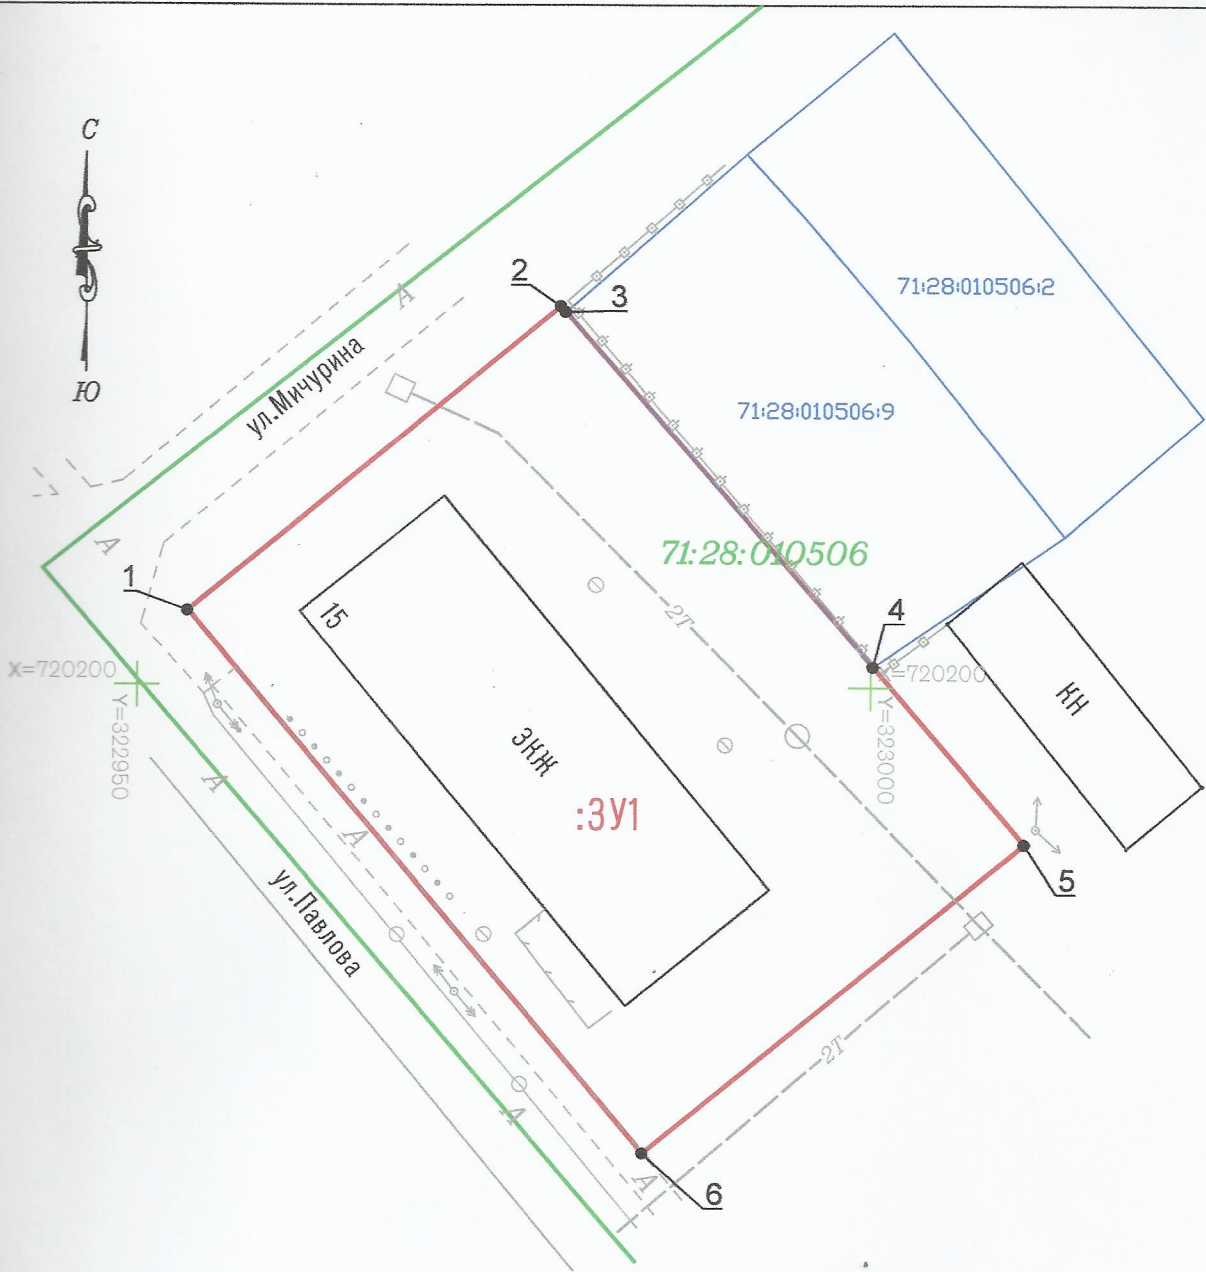 С
Ю
ул.Мичурина
2
3
71:28:010506:2
71:28:010506:9
71:28:010506
1
15
2Т
4
X=720200
X=720200
Y=322950
Y=323000
КН
3КЖ
:ЗУ1
А
А
А
А
А
А
ул.Павлова
5
2Т
6